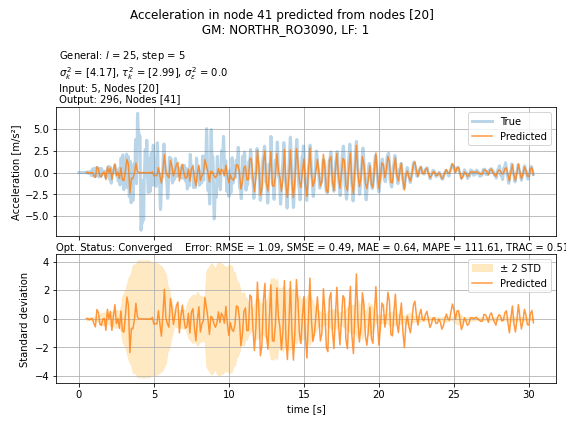 Acceleration in node 41 predicted from nodes [20]
GM: NORTHR_RO3090, LF: 1
General: l = 25, step = 5
σ²ₖ = [4.17], τ²ₖ = [2.99], σ²ε = 0.0
Input: 5, Nodes [20]
Output: 296, Nodes [41]
Acceleration [m/s²]
5.0
2.5
0.0
−2.5
−5.0
True
Predicted
Opt. Status: Converged Error: RMSE = 1.09, SMSE = 0.49, MAE = 0.64, MAPE = 111.61, TRAC = 0.51
Standard deviation
4
2
0
−2
−4
± 2 STD
Predicted
0 5 10 15 20 25 30
time [s]